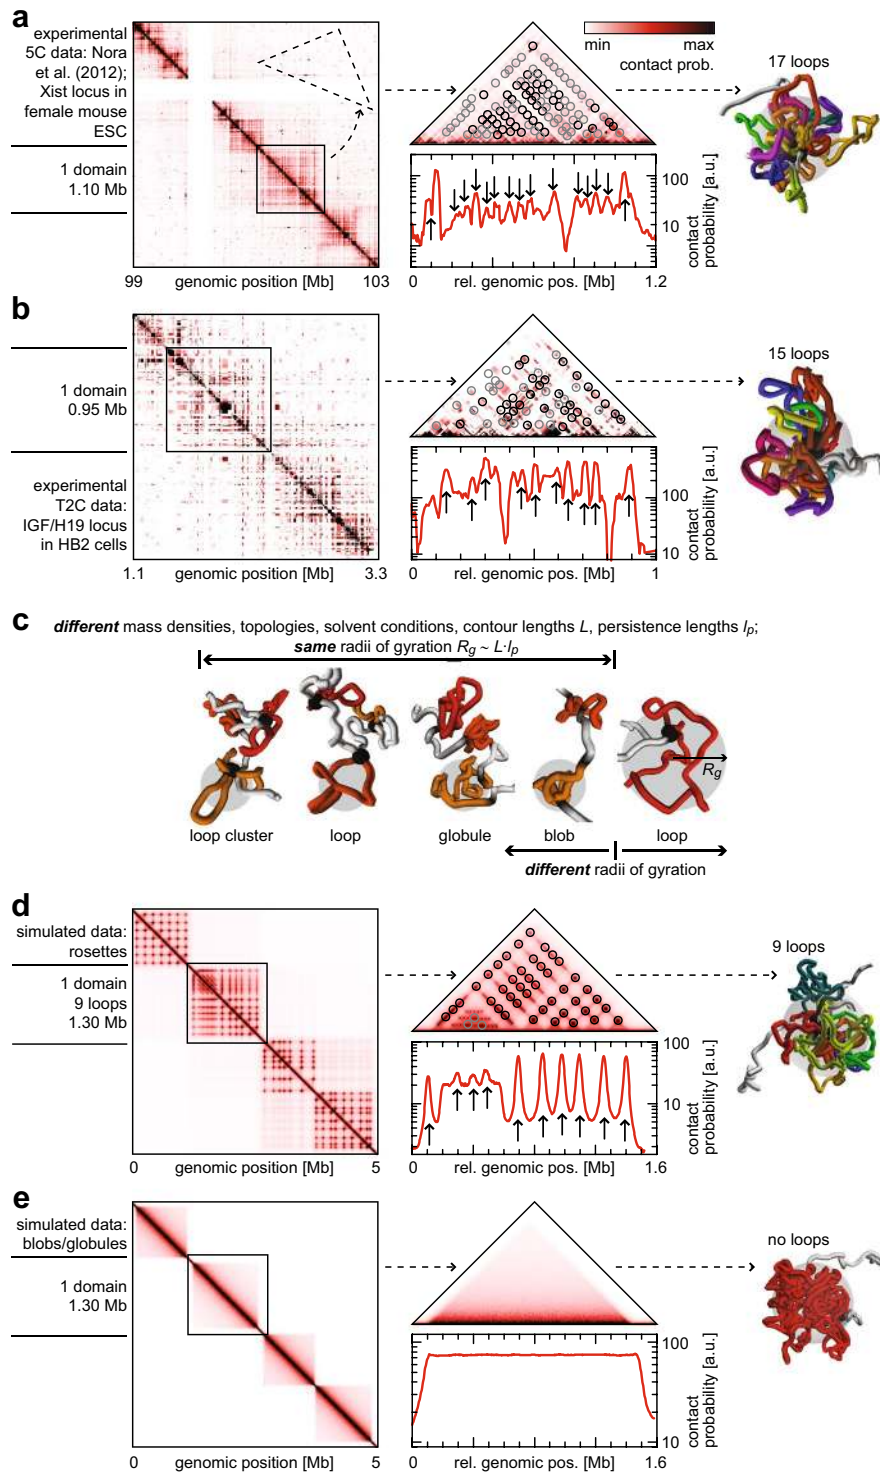 a
experimental
5C data: Nora
et al. (2012);
Xist locus in
female mouse
ESC
1 domain
1.10 Mb
99 genomic position [Mb] 103
min max
contact prob.
100
10
contact
probability [a.u.]
0 rel. genomic pos. [Mb] 1.2
17 loops
b
1 domain
0.95 Mb
experimental
T2C data:
IGF/H19 locus
in HB2 cells
1.1 genomic position [Mb] 3.3
100
10
contact
probability [a.u.]
0 rel. genomic pos. [Mb] 1
15 loops
c
different mass densities, topologies, solvent conditions, contour lengths L, persistence lengths lp;
same radii of gyration Rg ~ L·lp
Rg
loop cluster loop globule blob loop
different radii of gyration
d
simulated data:
rosettes
1 domain
9 loops
1.30 Mb
0 genomic position [Mb] 5
100
10
contact
probability [a.u.]
0 rel. genomic pos. [Mb] 1.6
9 loops
e
simulated data:
blobs/globules
1 domain
1.30 Mb
0 genomic position [Mb] 5
100
10
contact
probability [a.u.]
0 rel. genomic pos. [Mb] 1.6
no loops